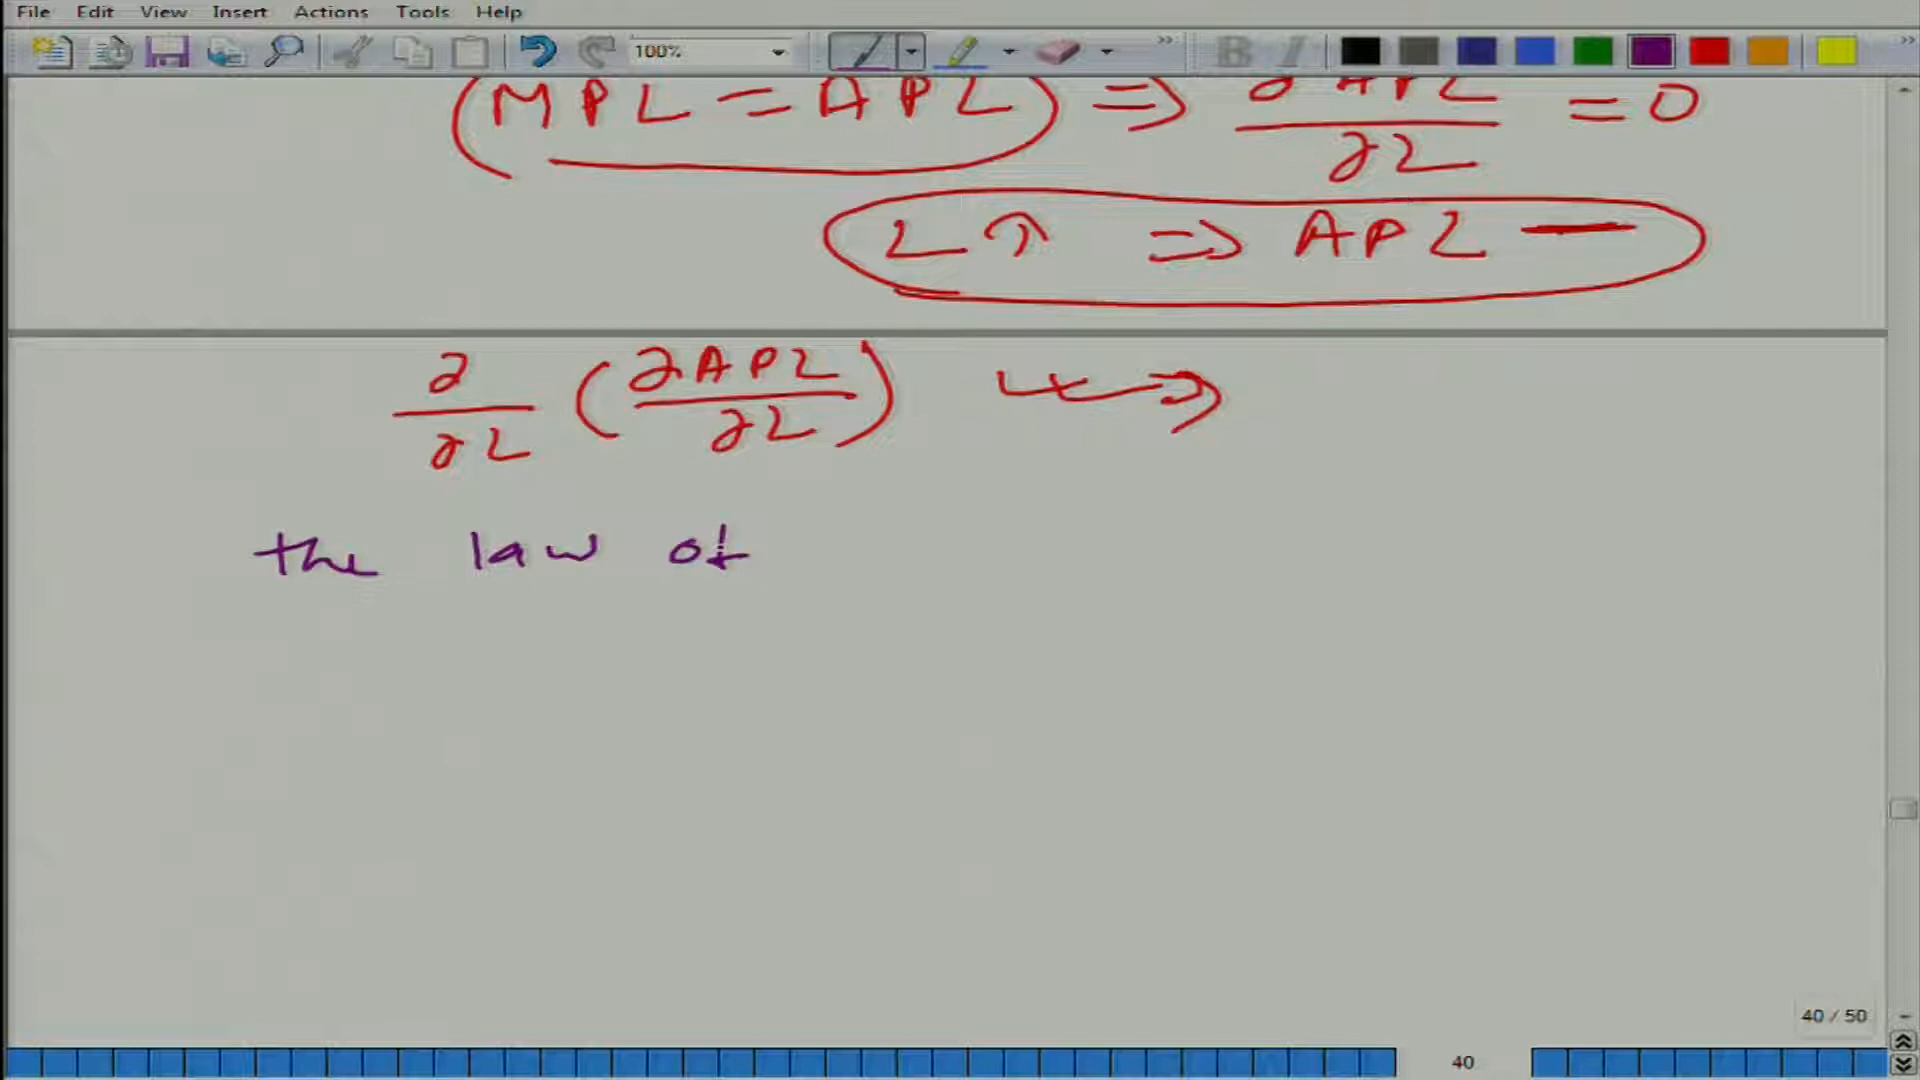 File Edit View Insert Actions Tools Help
100%
(MPL = APL) ⇒ ∂APL/∂L = 0
L↑ ⇒ APL —
∂/∂L (∂APL/∂L) ⇒
the law of
40 / 50
40